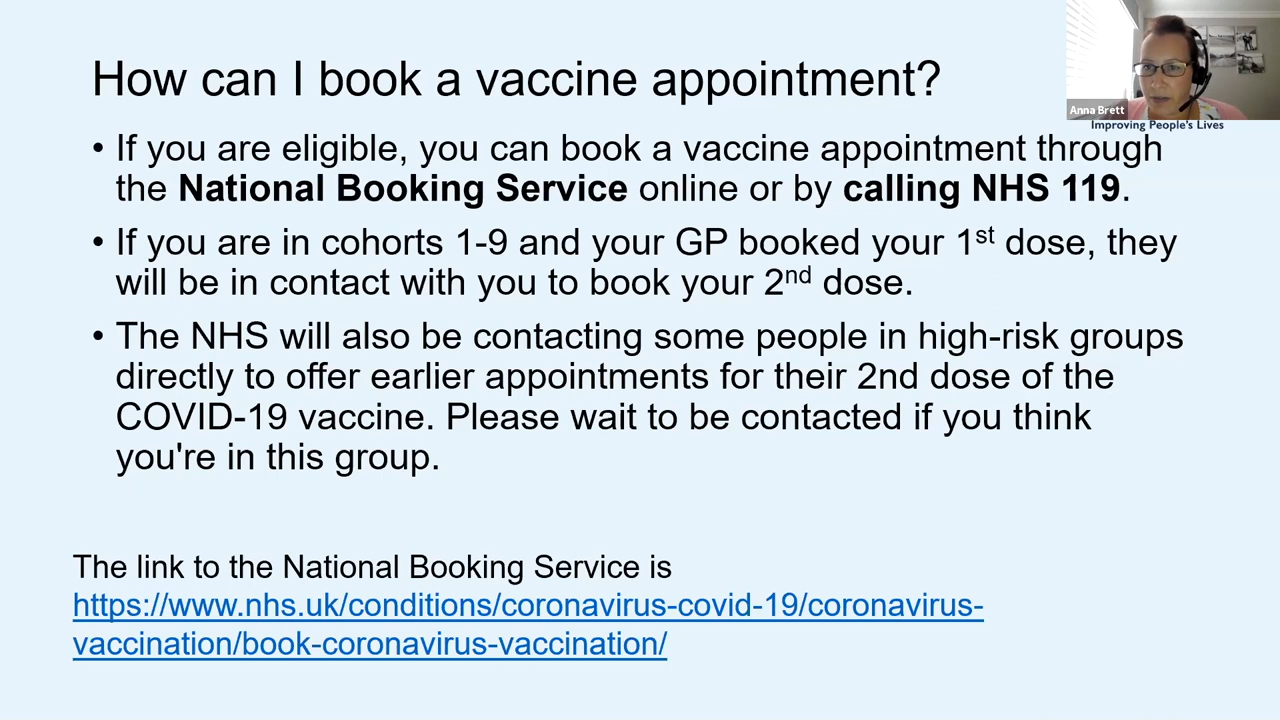 How can I book a vaccine appointment?
Anna Brett
Improving People's Lives
• If you are eligible, you can book a vaccine appointment through
the National Booking Service online or by calling NHS 119.
• If you are in cohorts 1-9 and your GP booked your 1st dose, they
will be in contact with you to book your 2nd dose.
• The NHS will also be contacting some people in high-risk groups
directly to offer earlier appointments for their 2nd dose of the
COVID-19 vaccine. Please wait to be contacted if you think
you're in this group.
The link to the National Booking Service is
https://www.nhs.uk/conditions/coronavirus-covid-19/coronavirus-
vaccination/book-coronavirus-vaccination/